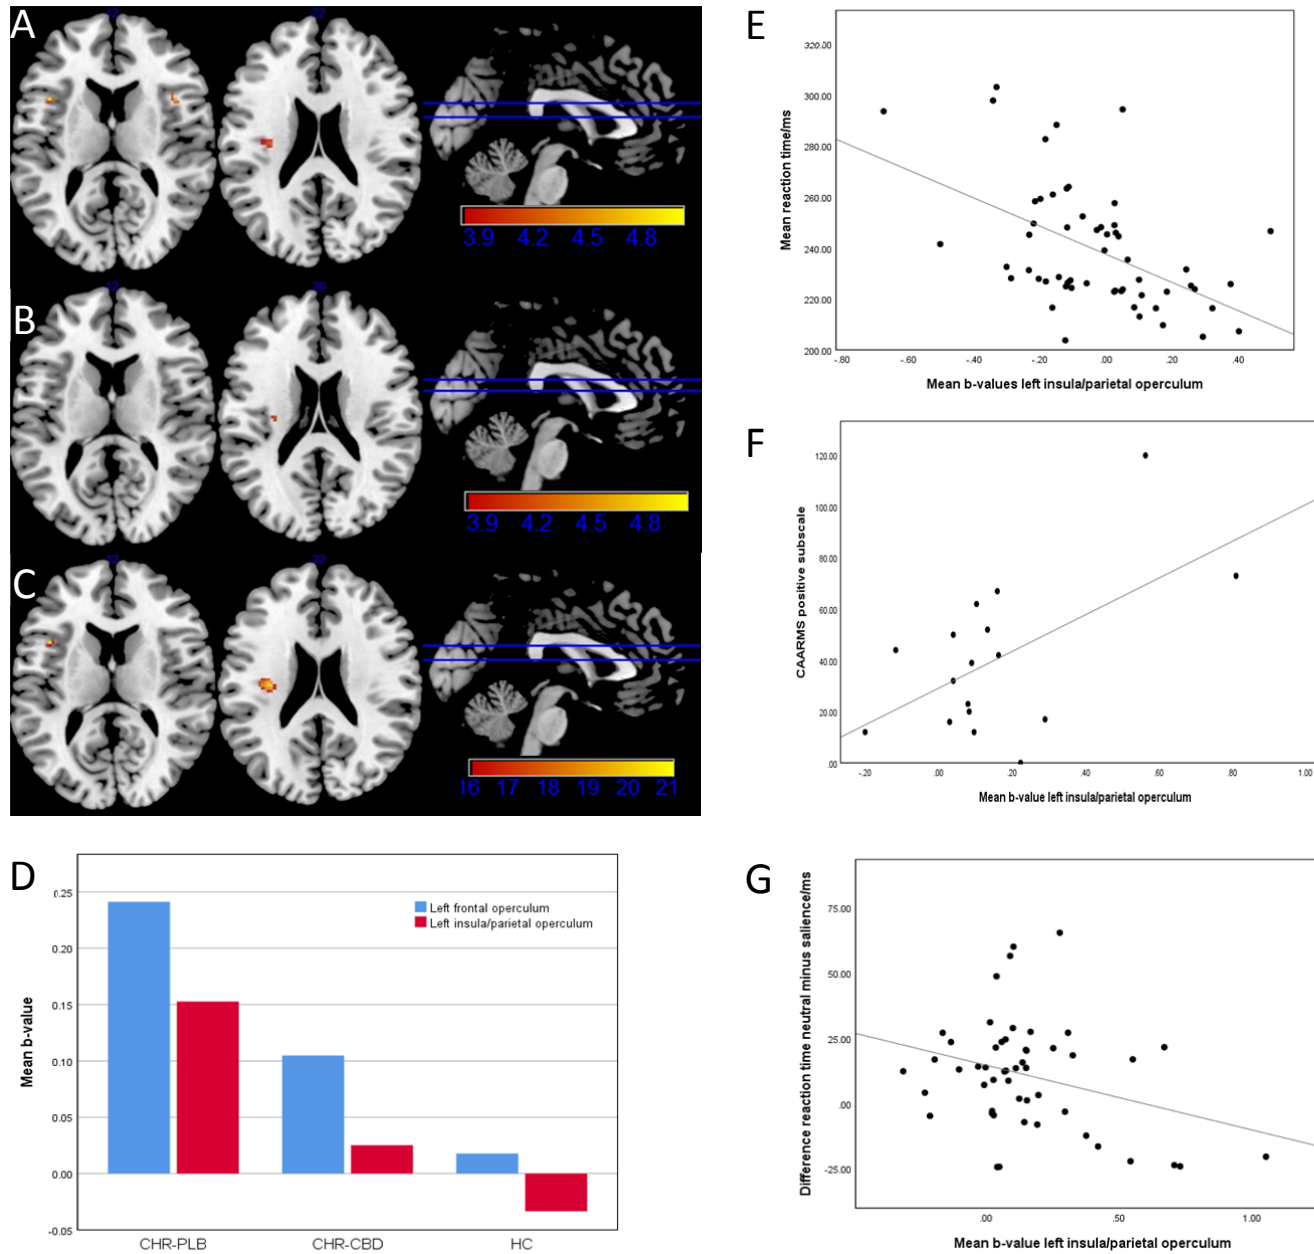 A
12
22
3.9 4.2 4.5 4.8
B
12
20
3.9 4.2 4.5 4.8
C
12
22
16 17 18 19 20 21
D
Mean b-value
0.25
0.20
0.15
0.10
0.05
0.00
-0.05
Left frontal operculum
Left insula/parietal operculum
CHR-PLB CHR-CBD HC
E
Mean reaction time/ms
320.00
300.00
280.00
260.00
240.00
220.00
200.00
-.80 -.60 -.40 -.20 .00 .20 .40
Mean b-values left insula/parietal operculum
F
CAARMS positive subscale
120.00
100.00
80.00
60.00
40.00
20.00
.00
-.20 .00 .20 .40 .60 .80 1.00
Mean b-value left insula/parietal operculum
G
Difference reaction time neutral minus salience/ms
75.00
50.00
25.00
.00
-25.00
.00 .50 1.00
Mean b-value left insula/parietal operculum